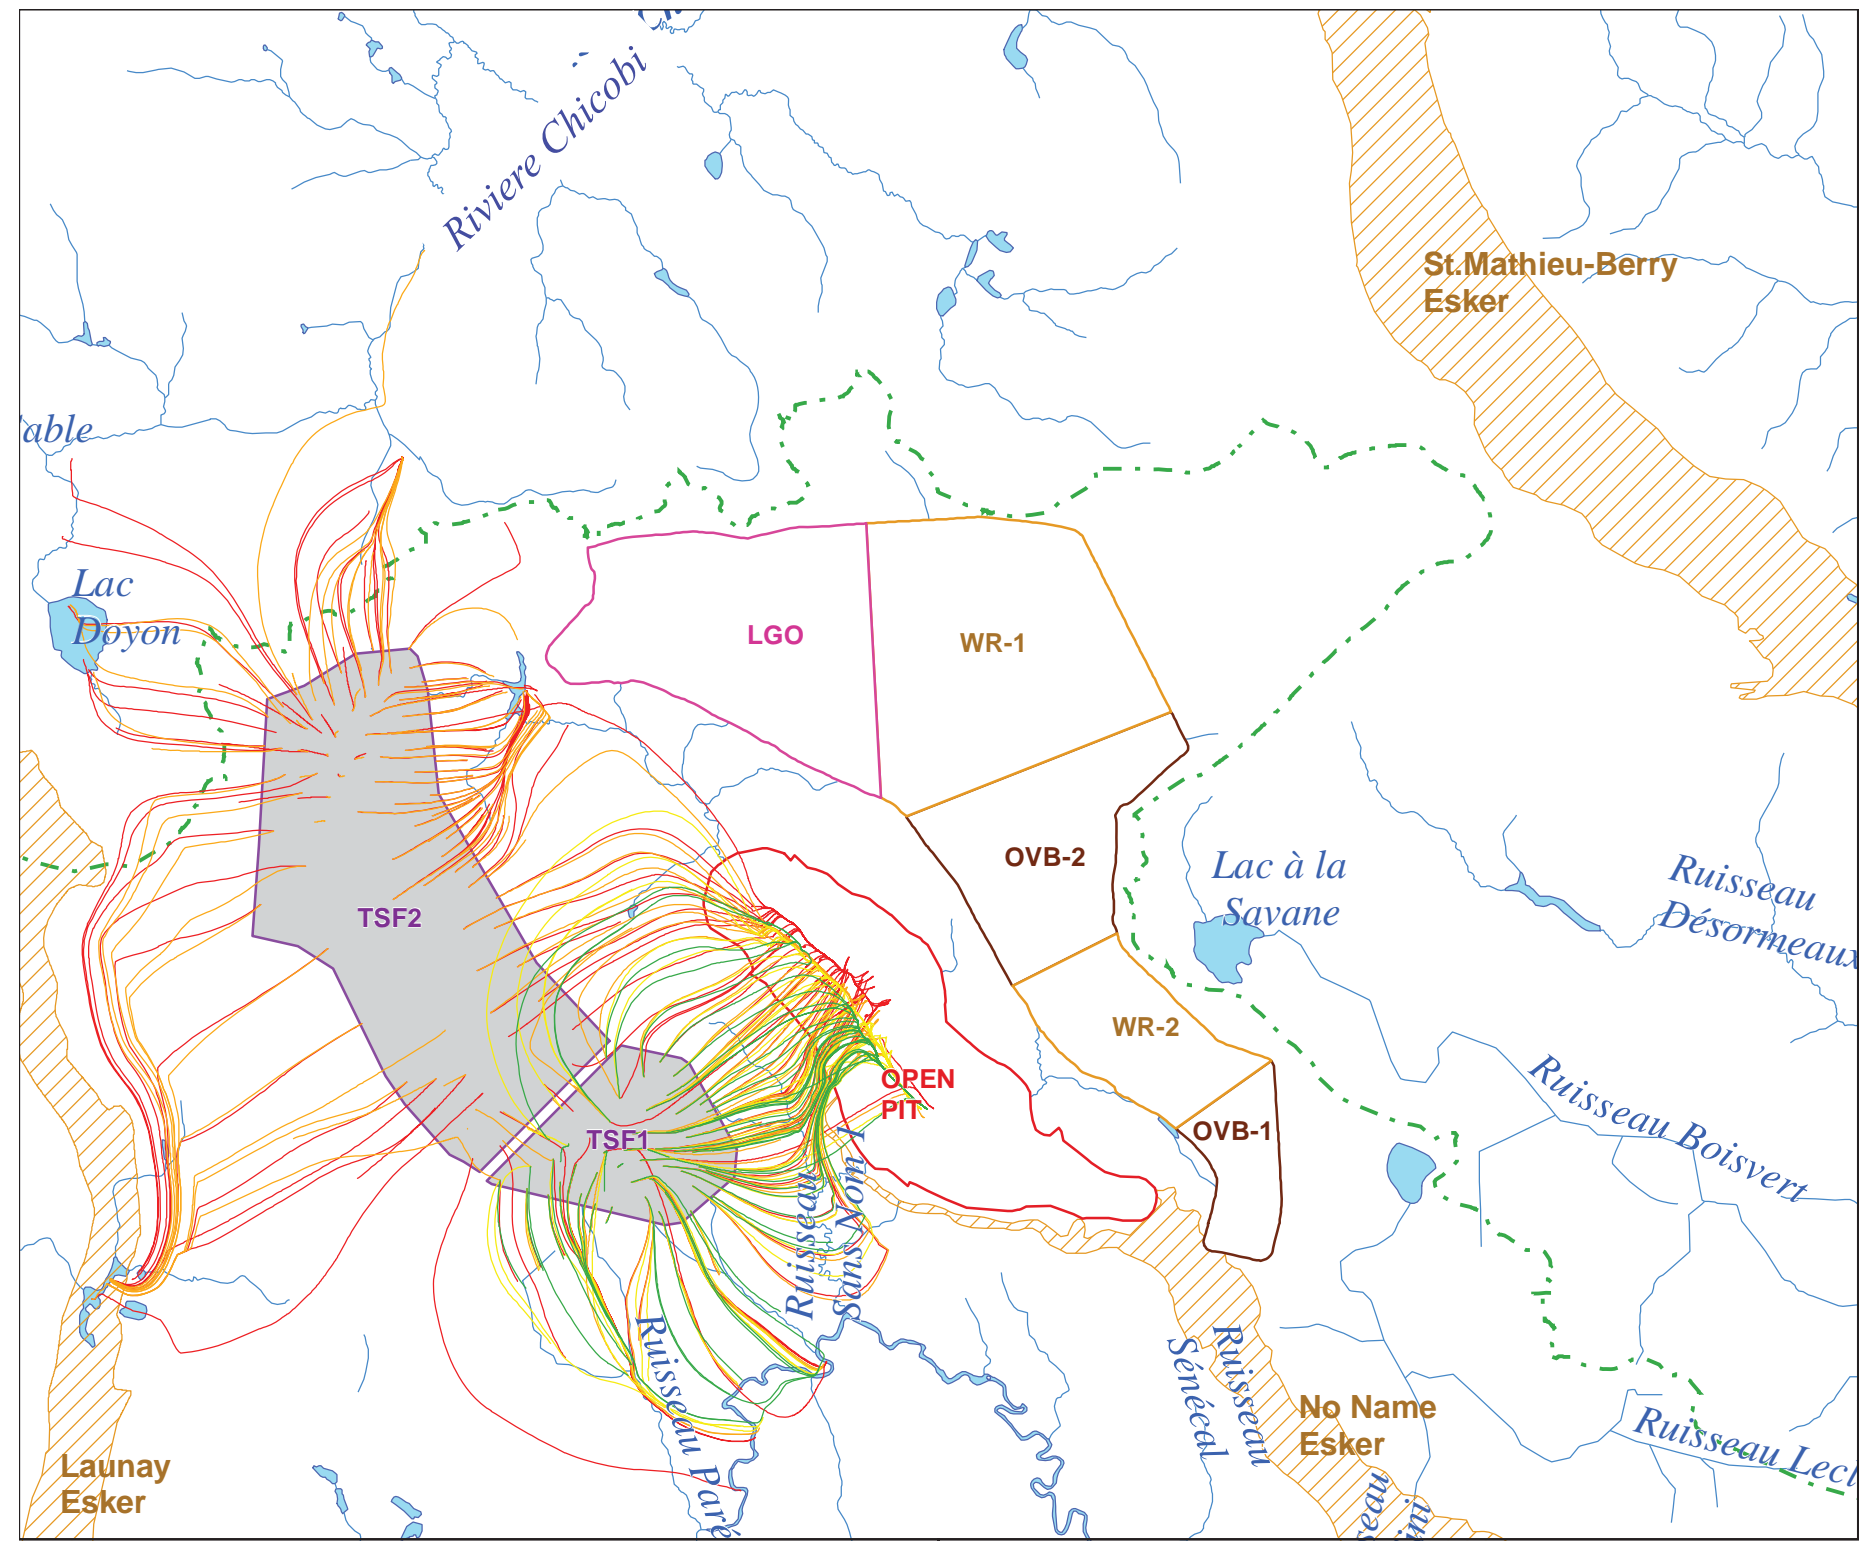 Riviere Chicobi
St.Mathieu-Berry
Esker
able
Lac
Doyon
LGO
WR-1
OVB-2
Lac à la
Savane
Ruisseau
Désormeaux
TSF2
WR-2
OPEN
PIT
Ruisseau Boisvert
TSF1
OVB-1
Ruisseau
Sans Nom 1
Ruisseau Paré
Ruisseau
Sénécal
No Name
Esker
Ruisseau Lecl
Launay
Esker
seau
ini